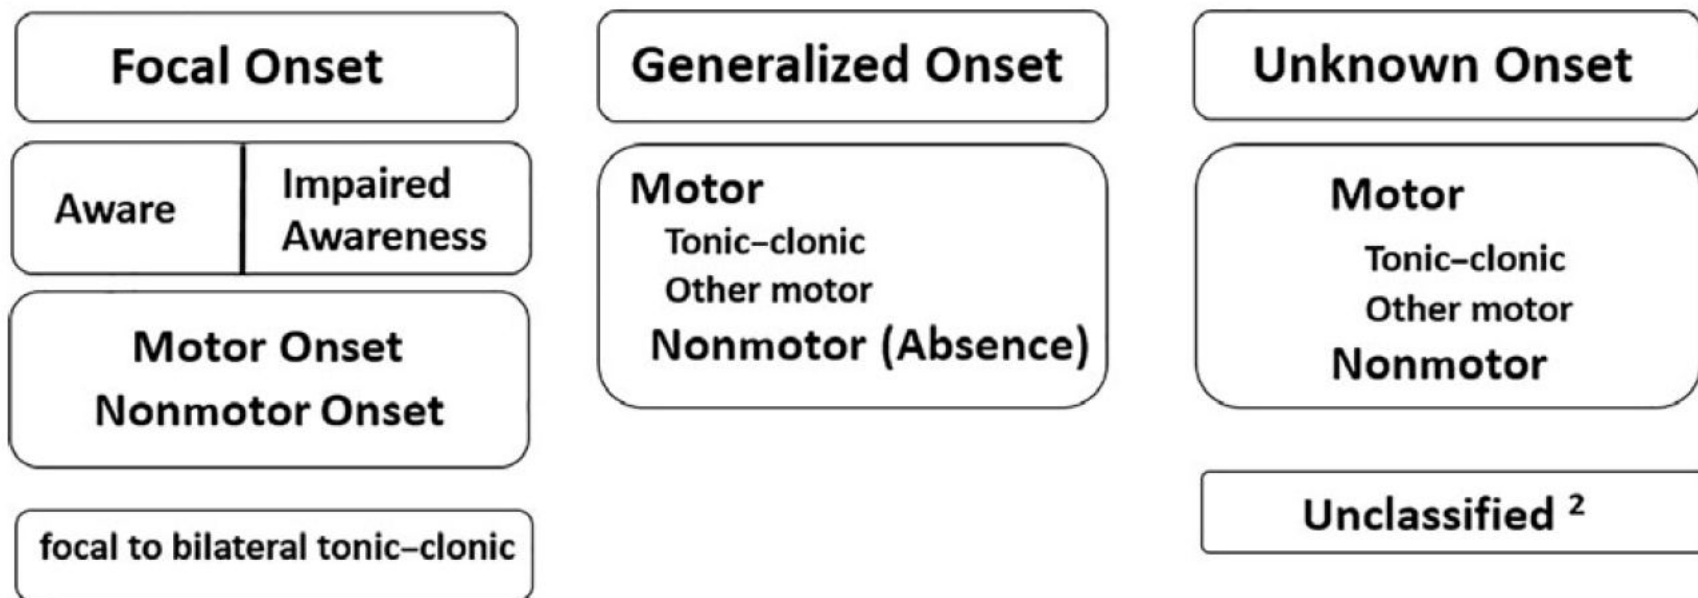 Focal Onset
Aware
Impaired
Awareness
Motor Onset
Nonmotor Onset
focal to bilateral tonic–clonic
Generalized Onset
Motor
Tonic–clonic
Other motor
Nonmotor (Absence)
Unknown Onset
Motor
Tonic–clonic
Other motor
Nonmotor
Unclassified ²